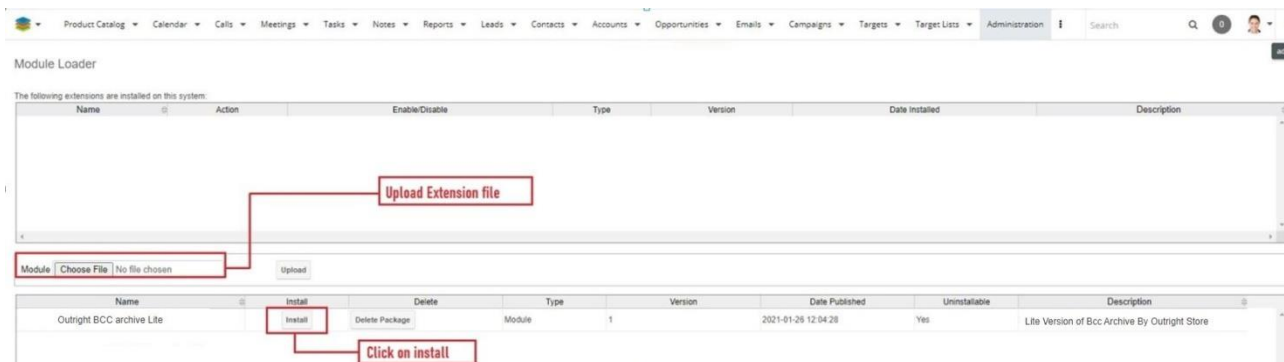 Product Catalog Calendar Calls Meetings Tasks Notes Reports Leads Contacts Accounts Opportunities Emails Campaigns Targets Target Lists Administration Search 0
Module Loader
The following extensions are installed on this system:
Name Action Enable/Disable Type Version Date Installed Description
Upload Extension file
Module Choose File No file chosen Upload
Name Install Delete Type Version Date Published Uninstallable Description
Outright BCC archive Lite Install Delete Package Module 1 2021-01-26 12:04:28 Yes Lite Version of Bcc Archive By Outright Store
Click on install